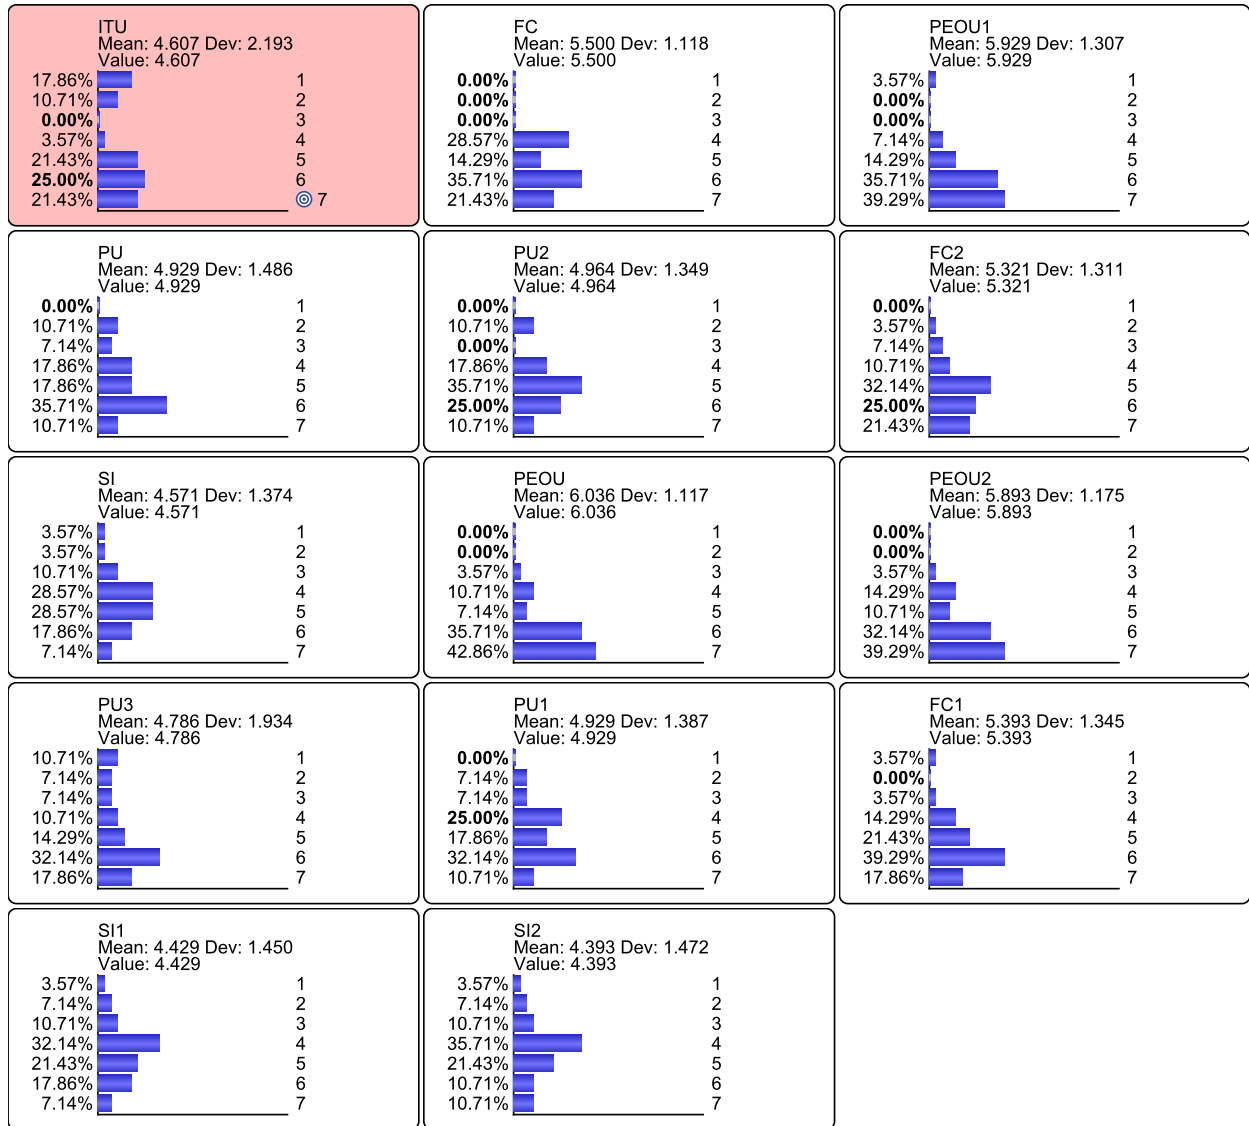 ITU
Mean: 4.607 Dev: 2.193
Value: 4.607
17.86% 1
10.71% 2
0.00% 3
3.57% 4
21.43% 5
25.00% 6
21.43% 7
FC
Mean: 5.500 Dev: 1.118
Value: 5.500
0.00% 1
0.00% 2
0.00% 3
28.57% 4
14.29% 5
35.71% 6
21.43% 7
PEOU1
Mean: 5.929 Dev: 1.307
Value: 5.929
3.57% 1
0.00% 2
0.00% 3
7.14% 4
14.29% 5
35.71% 6
39.29% 7
PU
Mean: 4.929 Dev: 1.486
Value: 4.929
0.00% 1
10.71% 2
7.14% 3
17.86% 4
17.86% 5
35.71% 6
10.71% 7
PU2
Mean: 4.964 Dev: 1.349
Value: 4.964
0.00% 1
10.71% 2
0.00% 3
17.86% 4
35.71% 5
25.00% 6
10.71% 7
FC2
Mean: 5.321 Dev: 1.311
Value: 5.321
0.00% 1
3.57% 2
7.14% 3
10.71% 4
32.14% 5
25.00% 6
21.43% 7
SI
Mean: 4.571 Dev: 1.374
Value: 4.571
3.57% 1
3.57% 2
10.71% 3
28.57% 4
28.57% 5
17.86% 6
7.14% 7
PEOU
Mean: 6.036 Dev: 1.117
Value: 6.036
0.00% 1
0.00% 2
3.57% 3
10.71% 4
7.14% 5
35.71% 6
42.86% 7
PEOU2
Mean: 5.893 Dev: 1.175
Value: 5.893
0.00% 1
0.00% 2
3.57% 3
14.29% 4
10.71% 5
32.14% 6
39.29% 7
PU3
Mean: 4.786 Dev: 1.934
Value: 4.786
10.71% 1
7.14% 2
7.14% 3
10.71% 4
14.29% 5
32.14% 6
17.86% 7
PU1
Mean: 4.929 Dev: 1.387
Value: 4.929
0.00% 1
7.14% 2
7.14% 3
25.00% 4
17.86% 5
32.14% 6
10.71% 7
FC1
Mean: 5.393 Dev: 1.345
Value: 5.393
3.57% 1
0.00% 2
3.57% 3
14.29% 4
21.43% 5
39.29% 6
17.86% 7
SI1
Mean: 4.429 Dev: 1.450
Value: 4.429
3.57% 1
7.14% 2
10.71% 3
32.14% 4
21.43% 5
17.86% 6
7.14% 7
SI2
Mean: 4.393 Dev: 1.472
Value: 4.393
3.57% 1
7.14% 2
10.71% 3
35.71% 4
21.43% 5
10.71% 6
10.71% 7